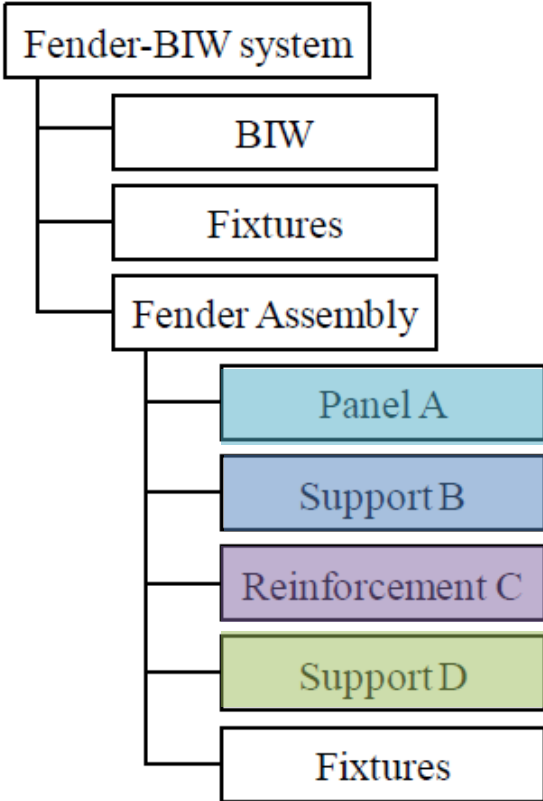 Fender-BIW system
BIW
Fixtures
Fender Assembly
Panel A
Support B
Reinforcement C
Support D
Fixtures